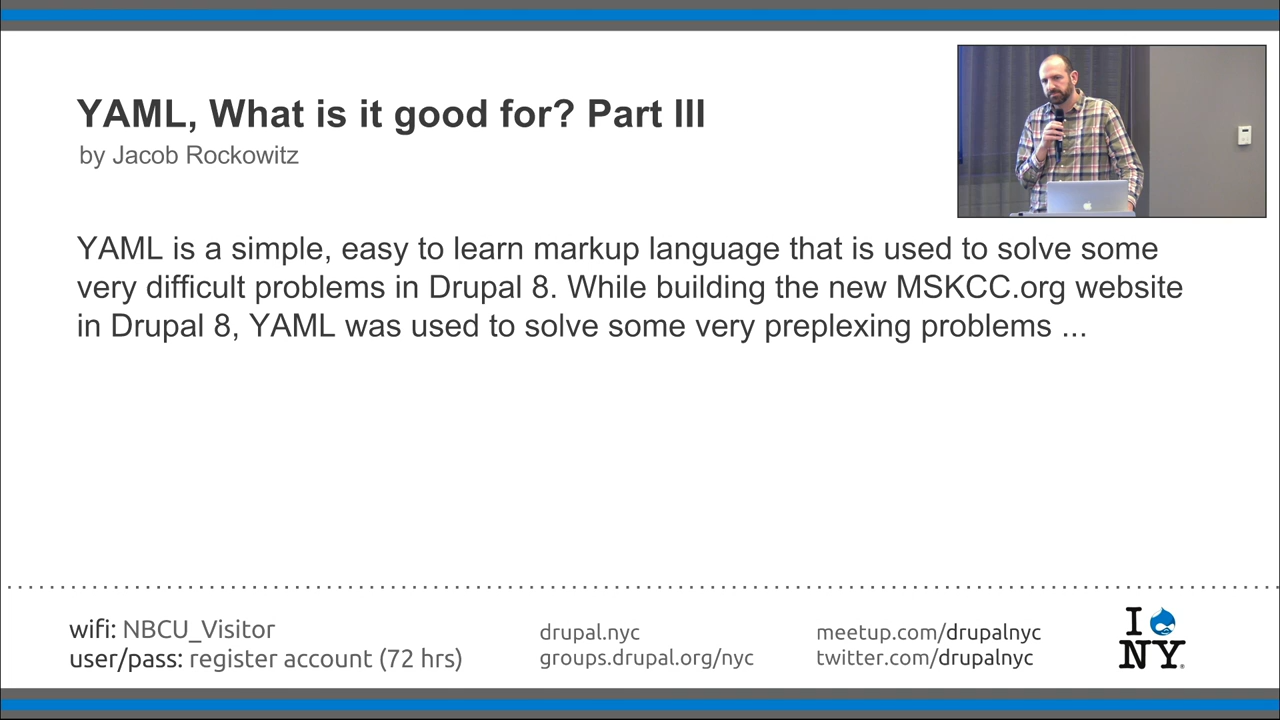 YAML, What is it good for? Part III
by Jacob Rockowitz
YAML is a simple, easy to learn markup language that is used to solve some
very difficult problems in Drupal 8. While building the new MSKCC.org website
in Drupal 8, YAML was used to solve some very preplexing problems ...
wifi: NBCU_Visitor
user/pass: register account (72 hrs)
drupal.nyc
groups.drupal.org/nyc
meetup.com/drupalnyc
twitter.com/drupalnyc
I
NY®